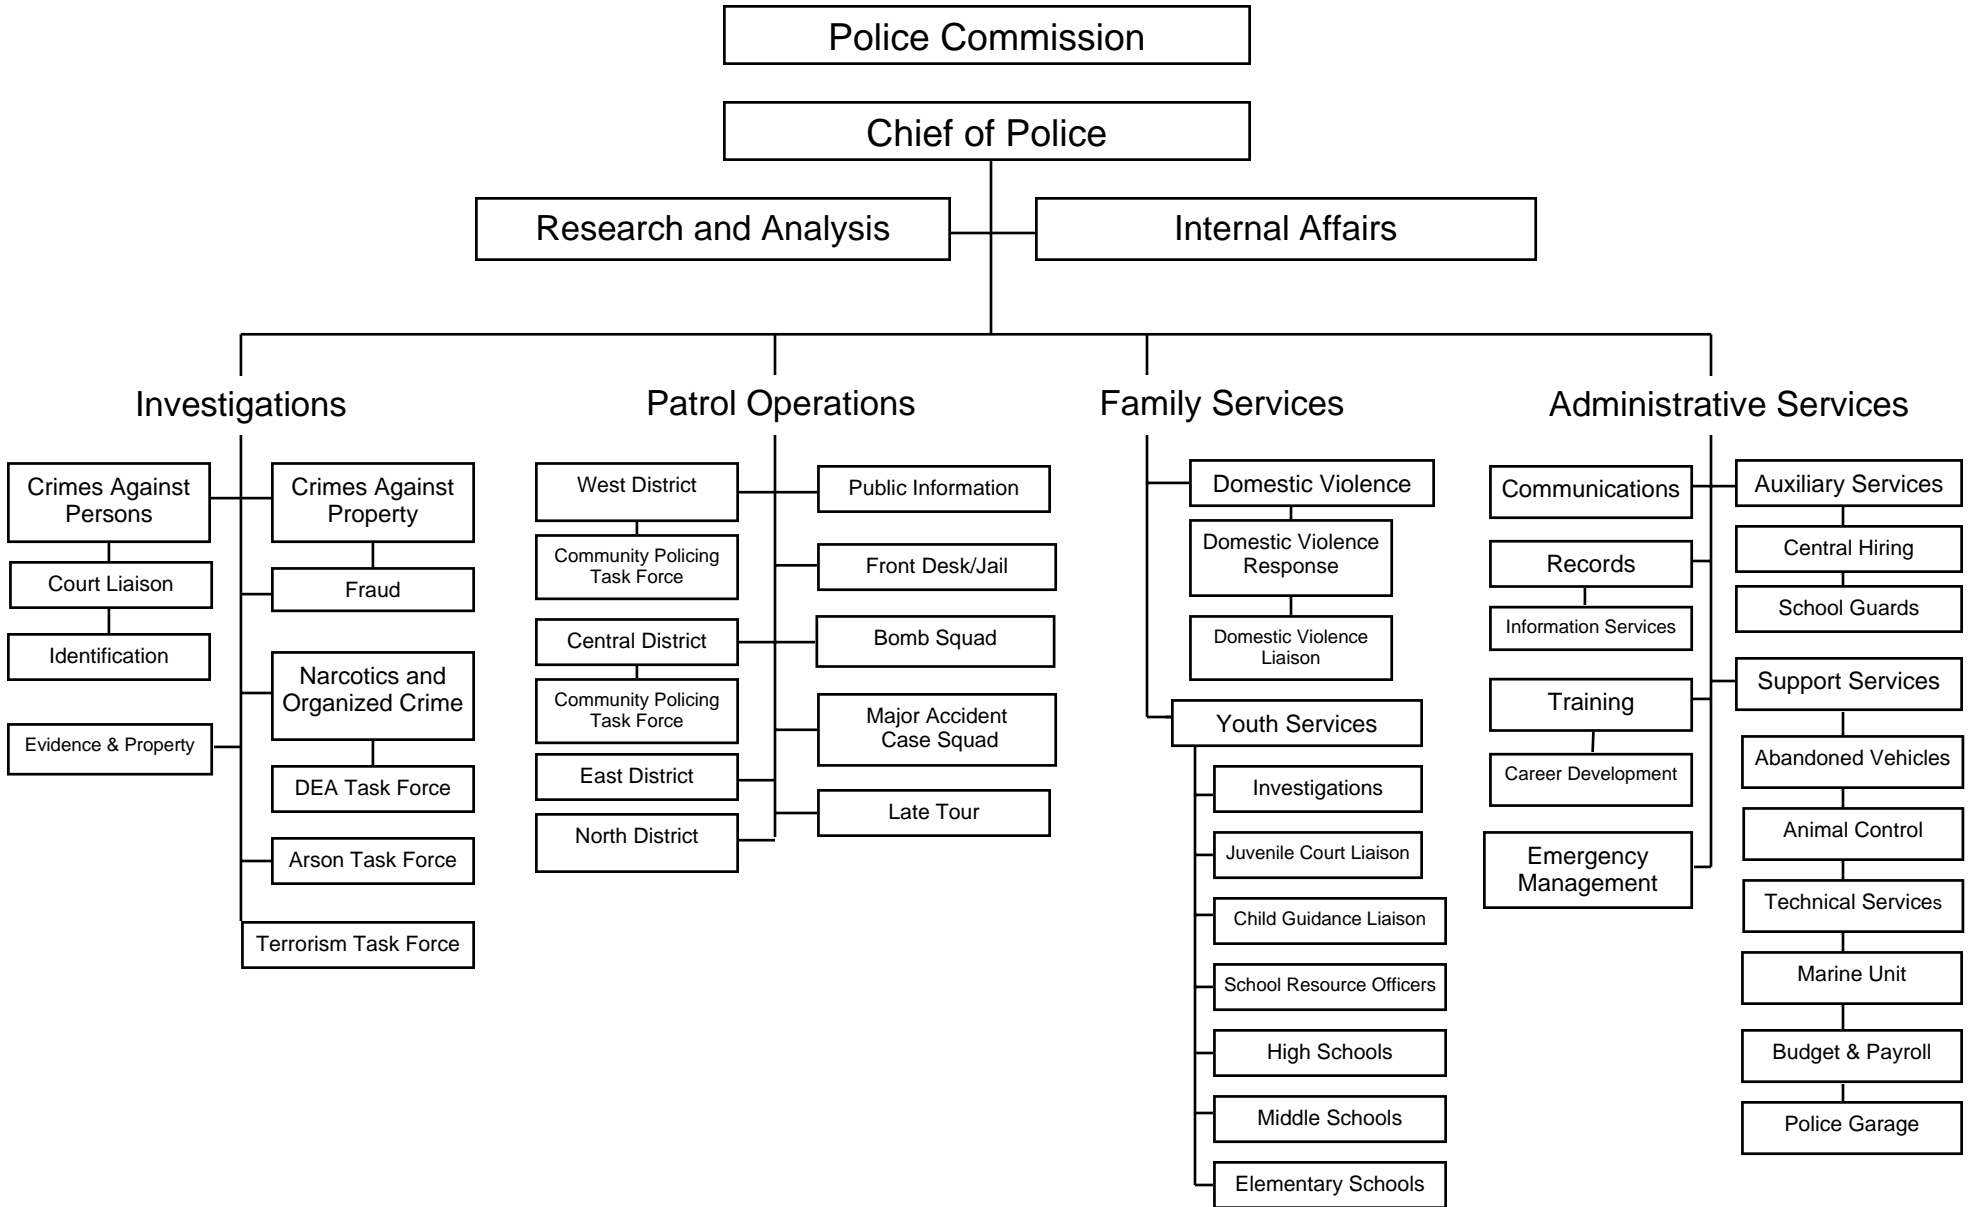 Police Commission
Chief of Police
Research and Analysis
Internal Affairs
Investigations
Patrol Operations
Family Services
Administrative Services
Crimes Against
Persons
Court Liaison
Identification
Evidence & Property
Crimes Against
Property
Fraud
Narcotics and
Organized Crime
DEA Task Force
Arson Task Force
Terrorism Task Force
West District
Community Policing
Task Force
Central District
Community Policing
Task Force
East District
North District
Public Information
Front Desk/Jail
Bomb Squad
Major Accident
Case Squad
Late Tour
Domestic Violence
Domestic Violence
Response
Domestic Violence
Liaison
Youth Services
Investigations
Juvenile Court Liaison
Child Guidance Liaison
School Resource Officers
High Schools
Middle Schools
Elementary Schools
Communications
Records
Information Services
Training
Career Development
Emergency
Management
Auxiliary Services
Central Hiring
School Guards
Support Services
Abandoned Vehicles
Animal Control
Technical Services
Marine Unit
Budget & Payroll
Police Garage